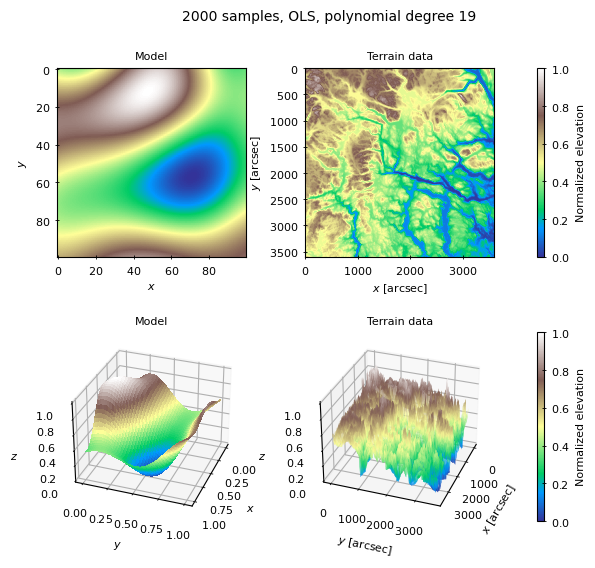 2000 samples, OLS, polynomial degree 19
Model
Terrain data
0
20
40
60
80
y
0 20 40 60 80
x
0
500
1000
1500
2000
2500
3000
3500
y [arcsec]
0 1000 2000 3000
x [arcsec]
1.0
0.8
0.6
0.4
0.2
0.0
Normalized elevation
Model
Terrain data
1.0
0.8
0.6
0.4
0.2
0.0
z
0.00 0.25 0.50 0.75 1.00
y
0.00
0.25
0.50
0.75
1.00
x
1.0
0.8
0.6
0.4
0.2
0.0
z
0 1000 2000 3000
y [arcsec]
0
1000
2000
3000
x [arcsec]
1.0
0.8
0.6
0.4
0.2
0.0
Normalized elevation